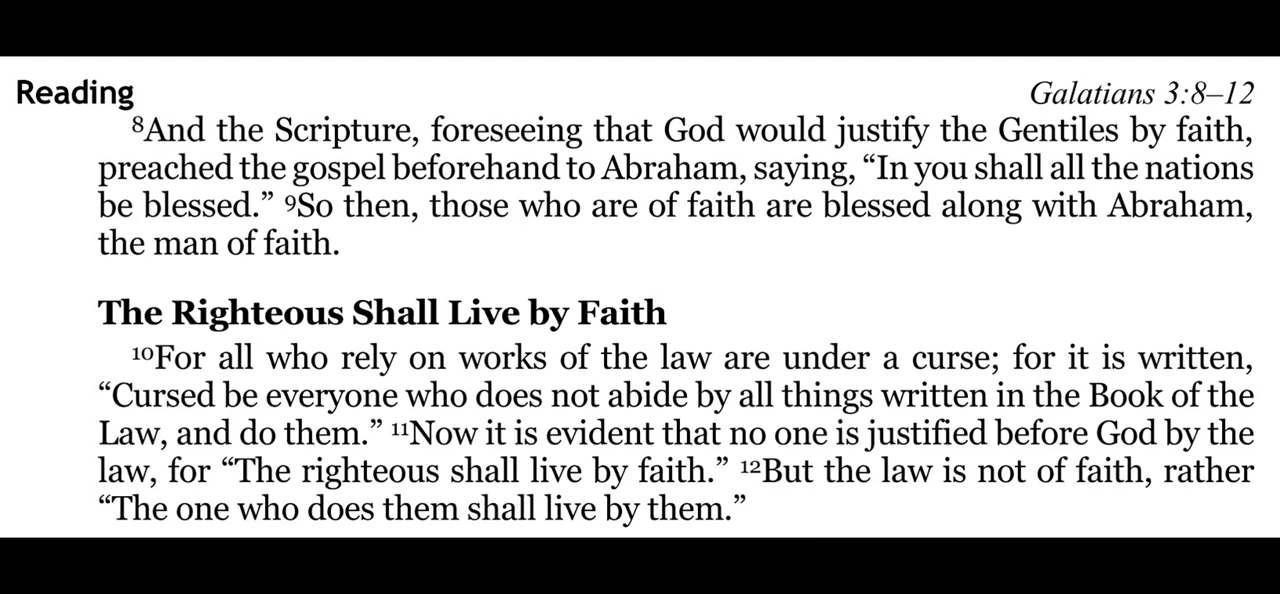 Reading Galatians 3:8–12
⁸And the Scripture, foreseeing that God would justify the Gentiles by faith,
preached the gospel beforehand to Abraham, saying, “In you shall all the nations
be blessed.” ⁹So then, those who are of faith are blessed along with Abraham,
the man of faith.
The Righteous Shall Live by Faith
¹⁰For all who rely on works of the law are under a curse; for it is written,
“Cursed be everyone who does not abide by all things written in the Book of the
Law, and do them.” ¹¹Now it is evident that no one is justified before God by the
law, for “The righteous shall live by faith.” ¹²But the law is not of faith, rather
“The one who does them shall live by them.”